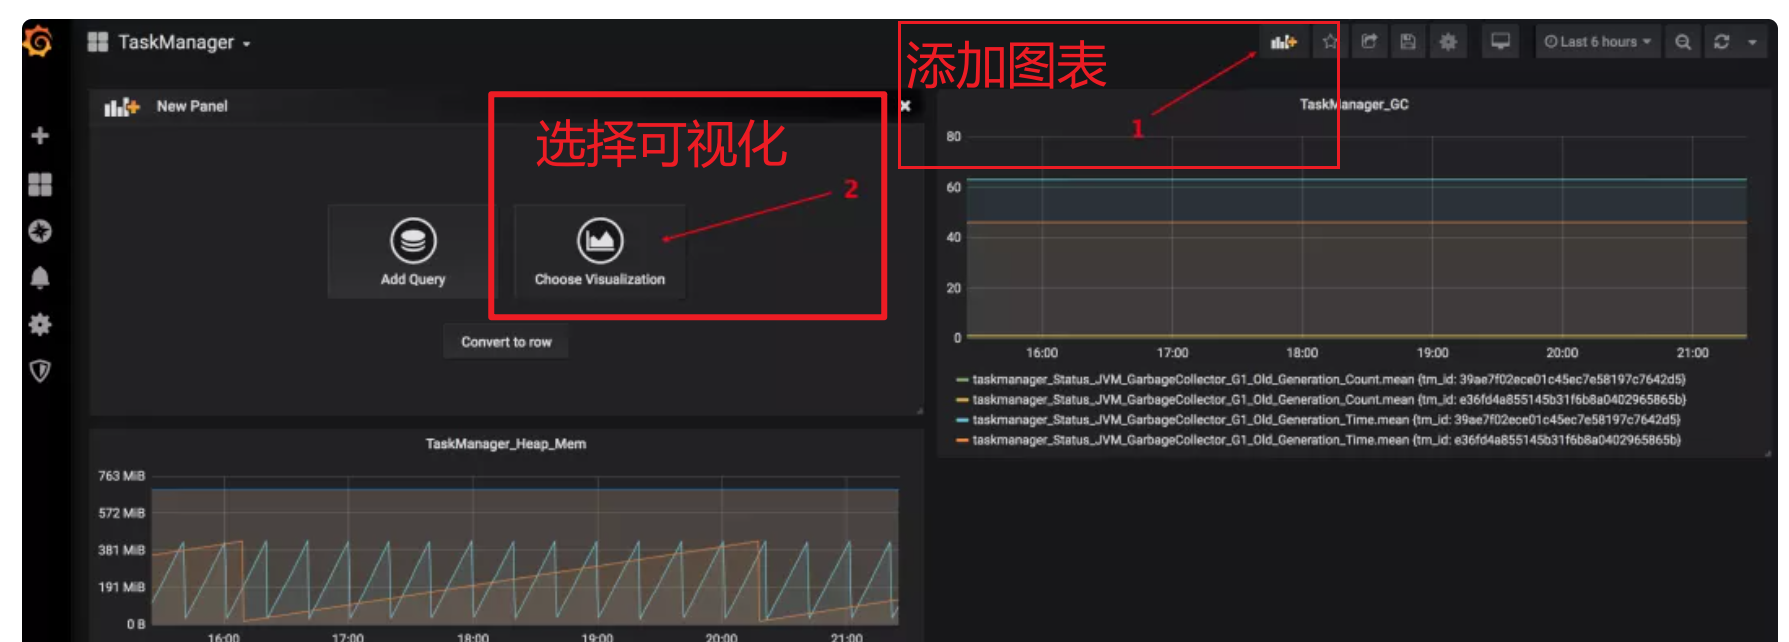 TaskManager
添加图表
Last 6 hours
New Panel
选择可视化
1
2
Add Query
Choose Visualization
Convert to row
TaskManager_GC
80
60
40
20
0
16:00 17:00 18:00 19:00 20:00 21:00
taskmanager_Status_JVM_GarbageCollector_G1_Old_Generation_Count.mean {tm_id: 39ae7f02ece01c45ec7e58197c7642d5}
taskmanager_Status_JVM_GarbageCollector_G1_Old_Generation_Count.mean {tm_id: e36fd4a855145b31f6b8a0402965865b}
taskmanager_Status_JVM_GarbageCollector_G1_Old_Generation_Time.mean {tm_id: 39ae7f02ece01c45ec7e58197c7642d5}
taskmanager_Status_JVM_GarbageCollector_G1_Old_Generation_Time.mean {tm_id: e36fd4a855145b31f6b8a0402965865b}
TaskManager_Heap_Mem
763 MiB
572 MiB
381 MiB
191 MiB
0 B
16:00 17:00 18:00 19:00 20:00 21:00